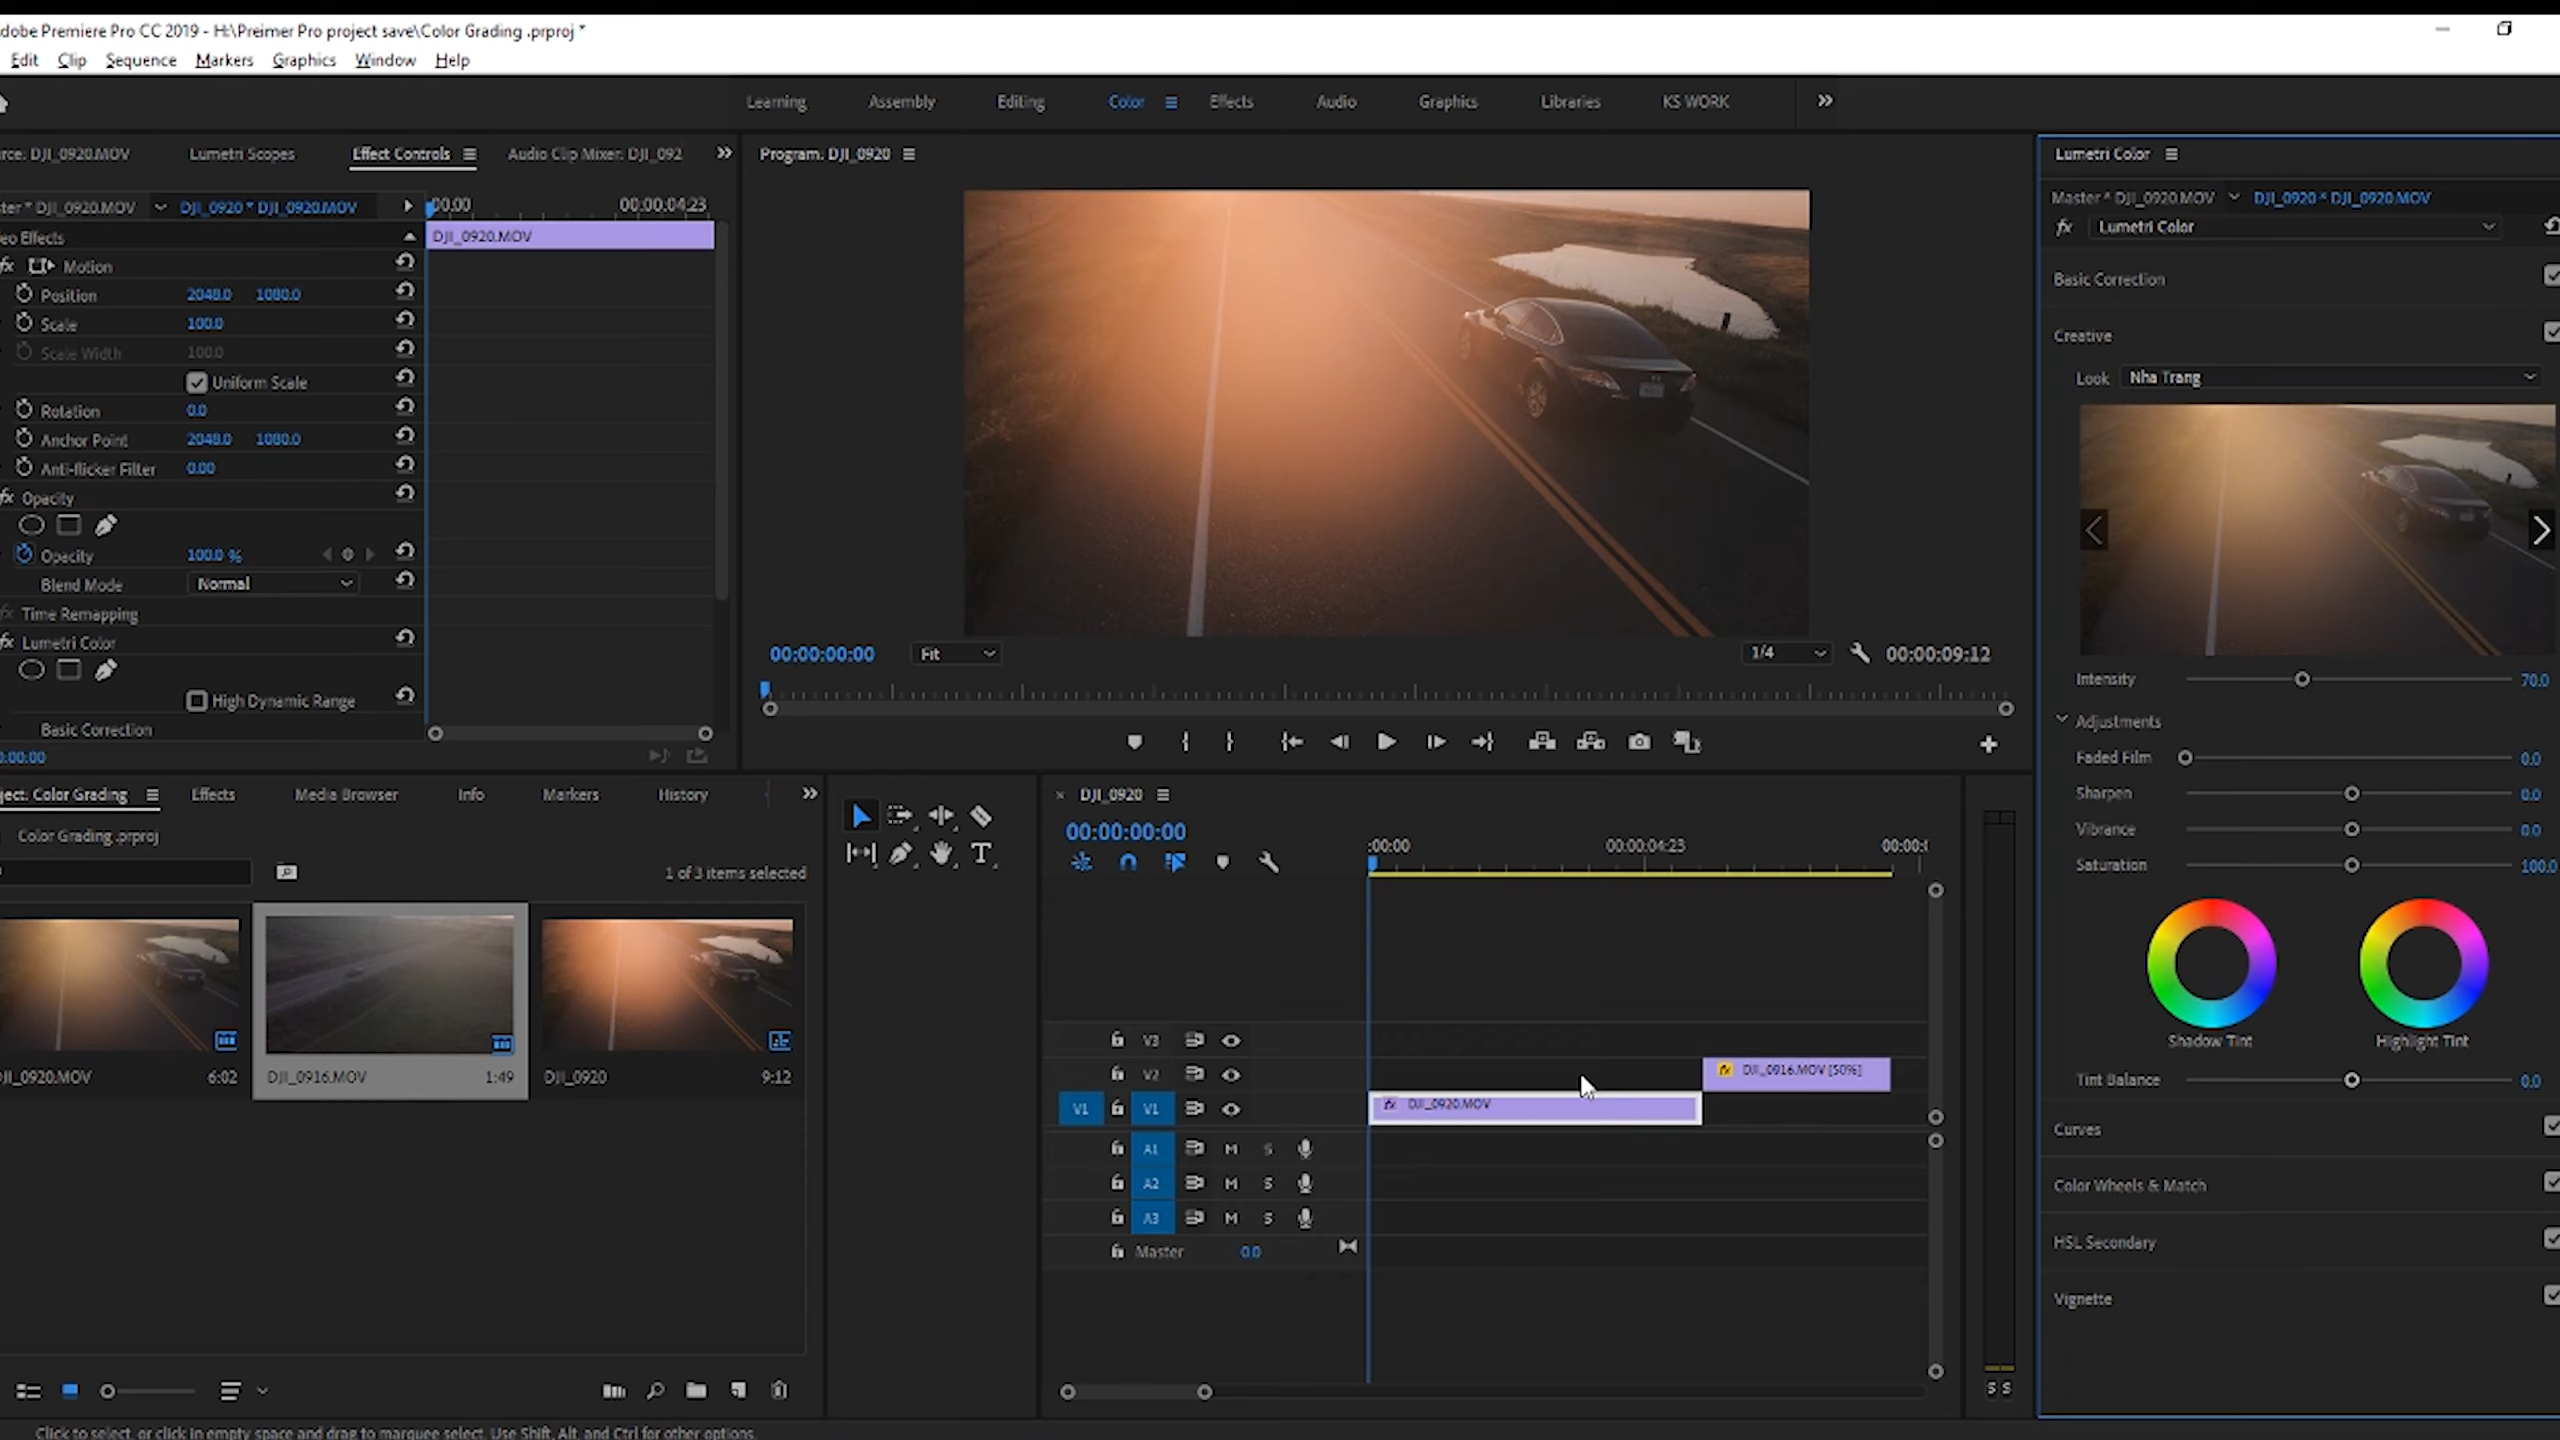 dobe Premiere Pro CC 2019 - H:\Preimer Pro project save\Color Grading .prproj *
Edit Clip Sequence Markers Graphics Window Help
Learning Assembly Editing Color Effects Audio Graphics Libraries KS WORK
rce: DJI_0920.MOV Lumetri Scopes Effect Controls Audio Clip Mixer: DJI_092
ter * DJI_0920.MOV DJI_0920 * DJI_0920.MOV
:00:00 00:00:04:23
eo Effects
DJI_0920.MOV
fx Motion
Position 2048.0 1080.0
Scale 100.0
Scale Width 100.0
Uniform Scale
Rotation 0.0
Anchor Point 2048.0 1080.0
Anti-flicker Filter 0.00
fx Opacity
Opacity 100.0 %
Blend Mode Normal
fx Time Remapping
fx Lumetri Color
High Dynamic Range
Basic Correction
0:00:00
Program: DJI_0920
00:00:00:00 Fit 1/4 00:00:09:12
Lumetri Color
Master * DJI_0920.MOV DJI_0920 * DJI_0920.MOV
fx Lumetri Color
Basic Correction
Creative
Look Nha Trang
Intensity 70.0
Adjustments
Faded Film 0.0
Sharpen 0.0
Vibrance 0.0
Saturation 100.0
Shadow Tint Highlight Tint
Tint Balance 0.0
Curves
Color Wheels & Match
HSL Secondary
Vignette
ject: Color Grading Effects Media Browser Info Markers History
Color Grading .prproj
1 of 3 items selected
JI_0920.MOV 6:02
DJI_0916.MOV 1:49
DJI_0920 9:12
T
DJI_0920
00:00:00:00
:00:00 00:00:04:23 00:00:
V3
V2 fx DJI_0916.MOV [50%]
V1 V1 fx DJI_0920.MOV
A1 M S
A2 M S
A3 M S
Master 0.0
S S
Click to select, or click in empty space and drag to marquee select. Use Shift, Alt, and Ctrl for other options.